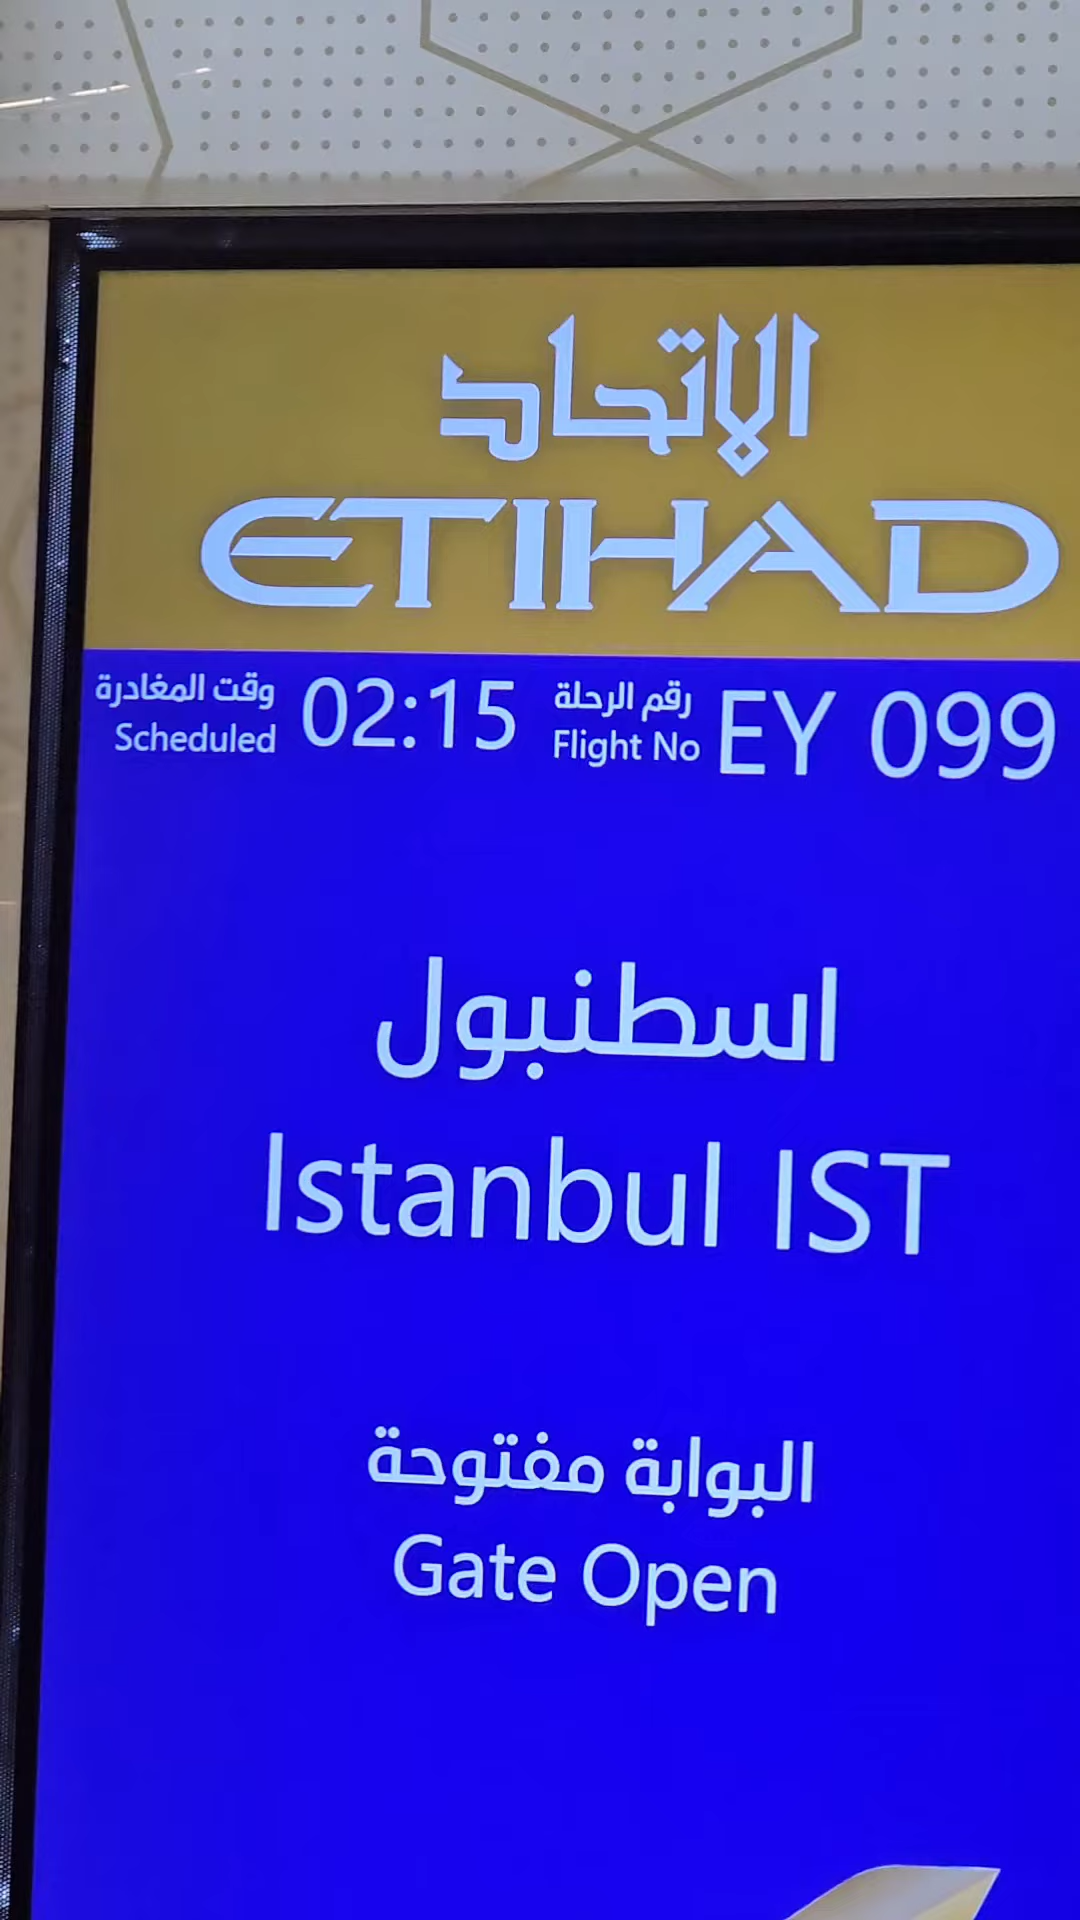 الاتحاد
ETIHAD
وقت المغادرة 02:15 رقم الرحلة EY 099
Scheduled Flight No
اسطنبول
Istanbul IST
البوابة مفتوحة
Gate Open